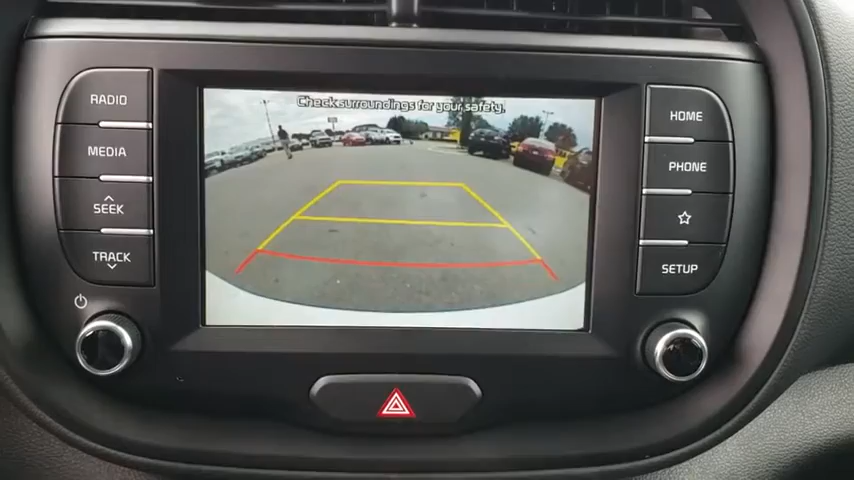 Check surroundings for your safety.
RADIO
MEDIA
SEEK
TRACK
HOME
PHONE
SETUP